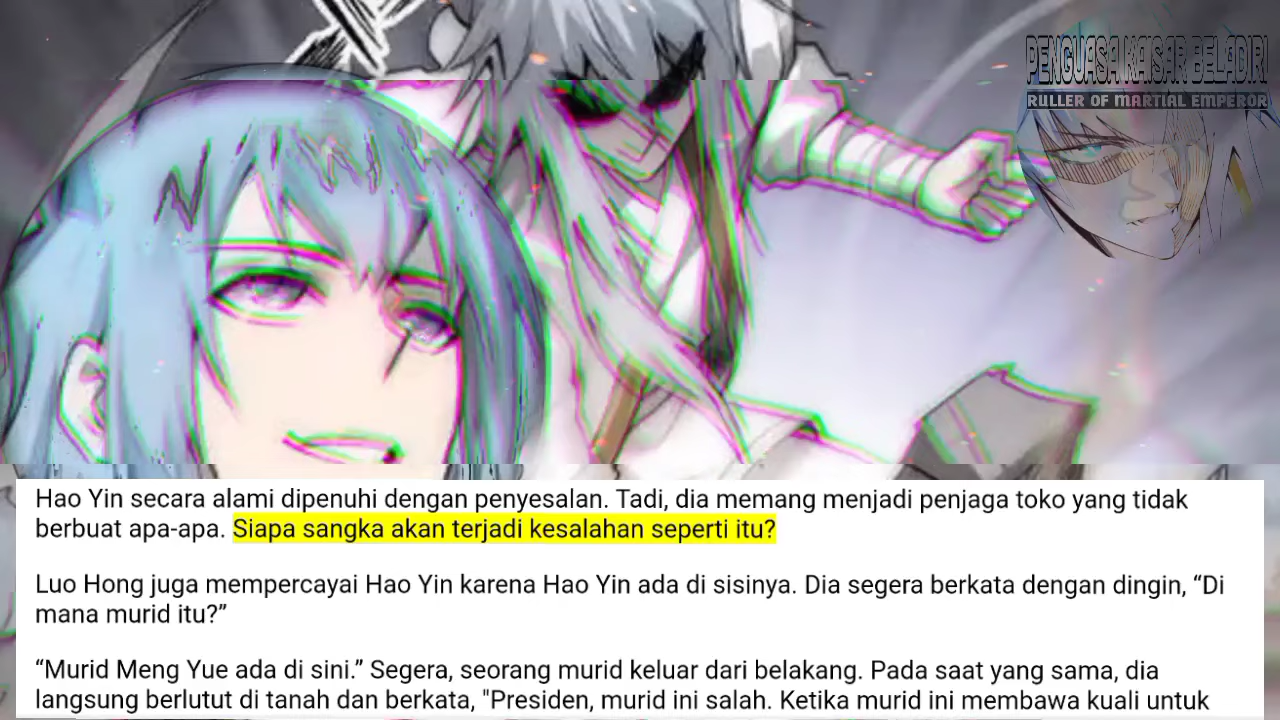 PENGUASA KAISAR BELADIRI
RULLER OF MARTIAL EMPEROR
Hao Yin secara alami dipenuhi dengan penyesalan. Tadi, dia memang menjadi penjaga toko yang tidak
berbuat apa-apa. Siapa sangka akan terjadi kesalahan seperti itu?
Luo Hong juga mempercayai Hao Yin karena Hao Yin ada di sisinya. Dia segera berkata dengan dingin, “Di
mana murid itu?”
“Murid Meng Yue ada di sini.” Segera, seorang murid keluar dari belakang. Pada saat yang sama, dia
langsung berlutut di tanah dan berkata, "Presiden, murid ini salah. Ketika murid ini membawa kuali untuk